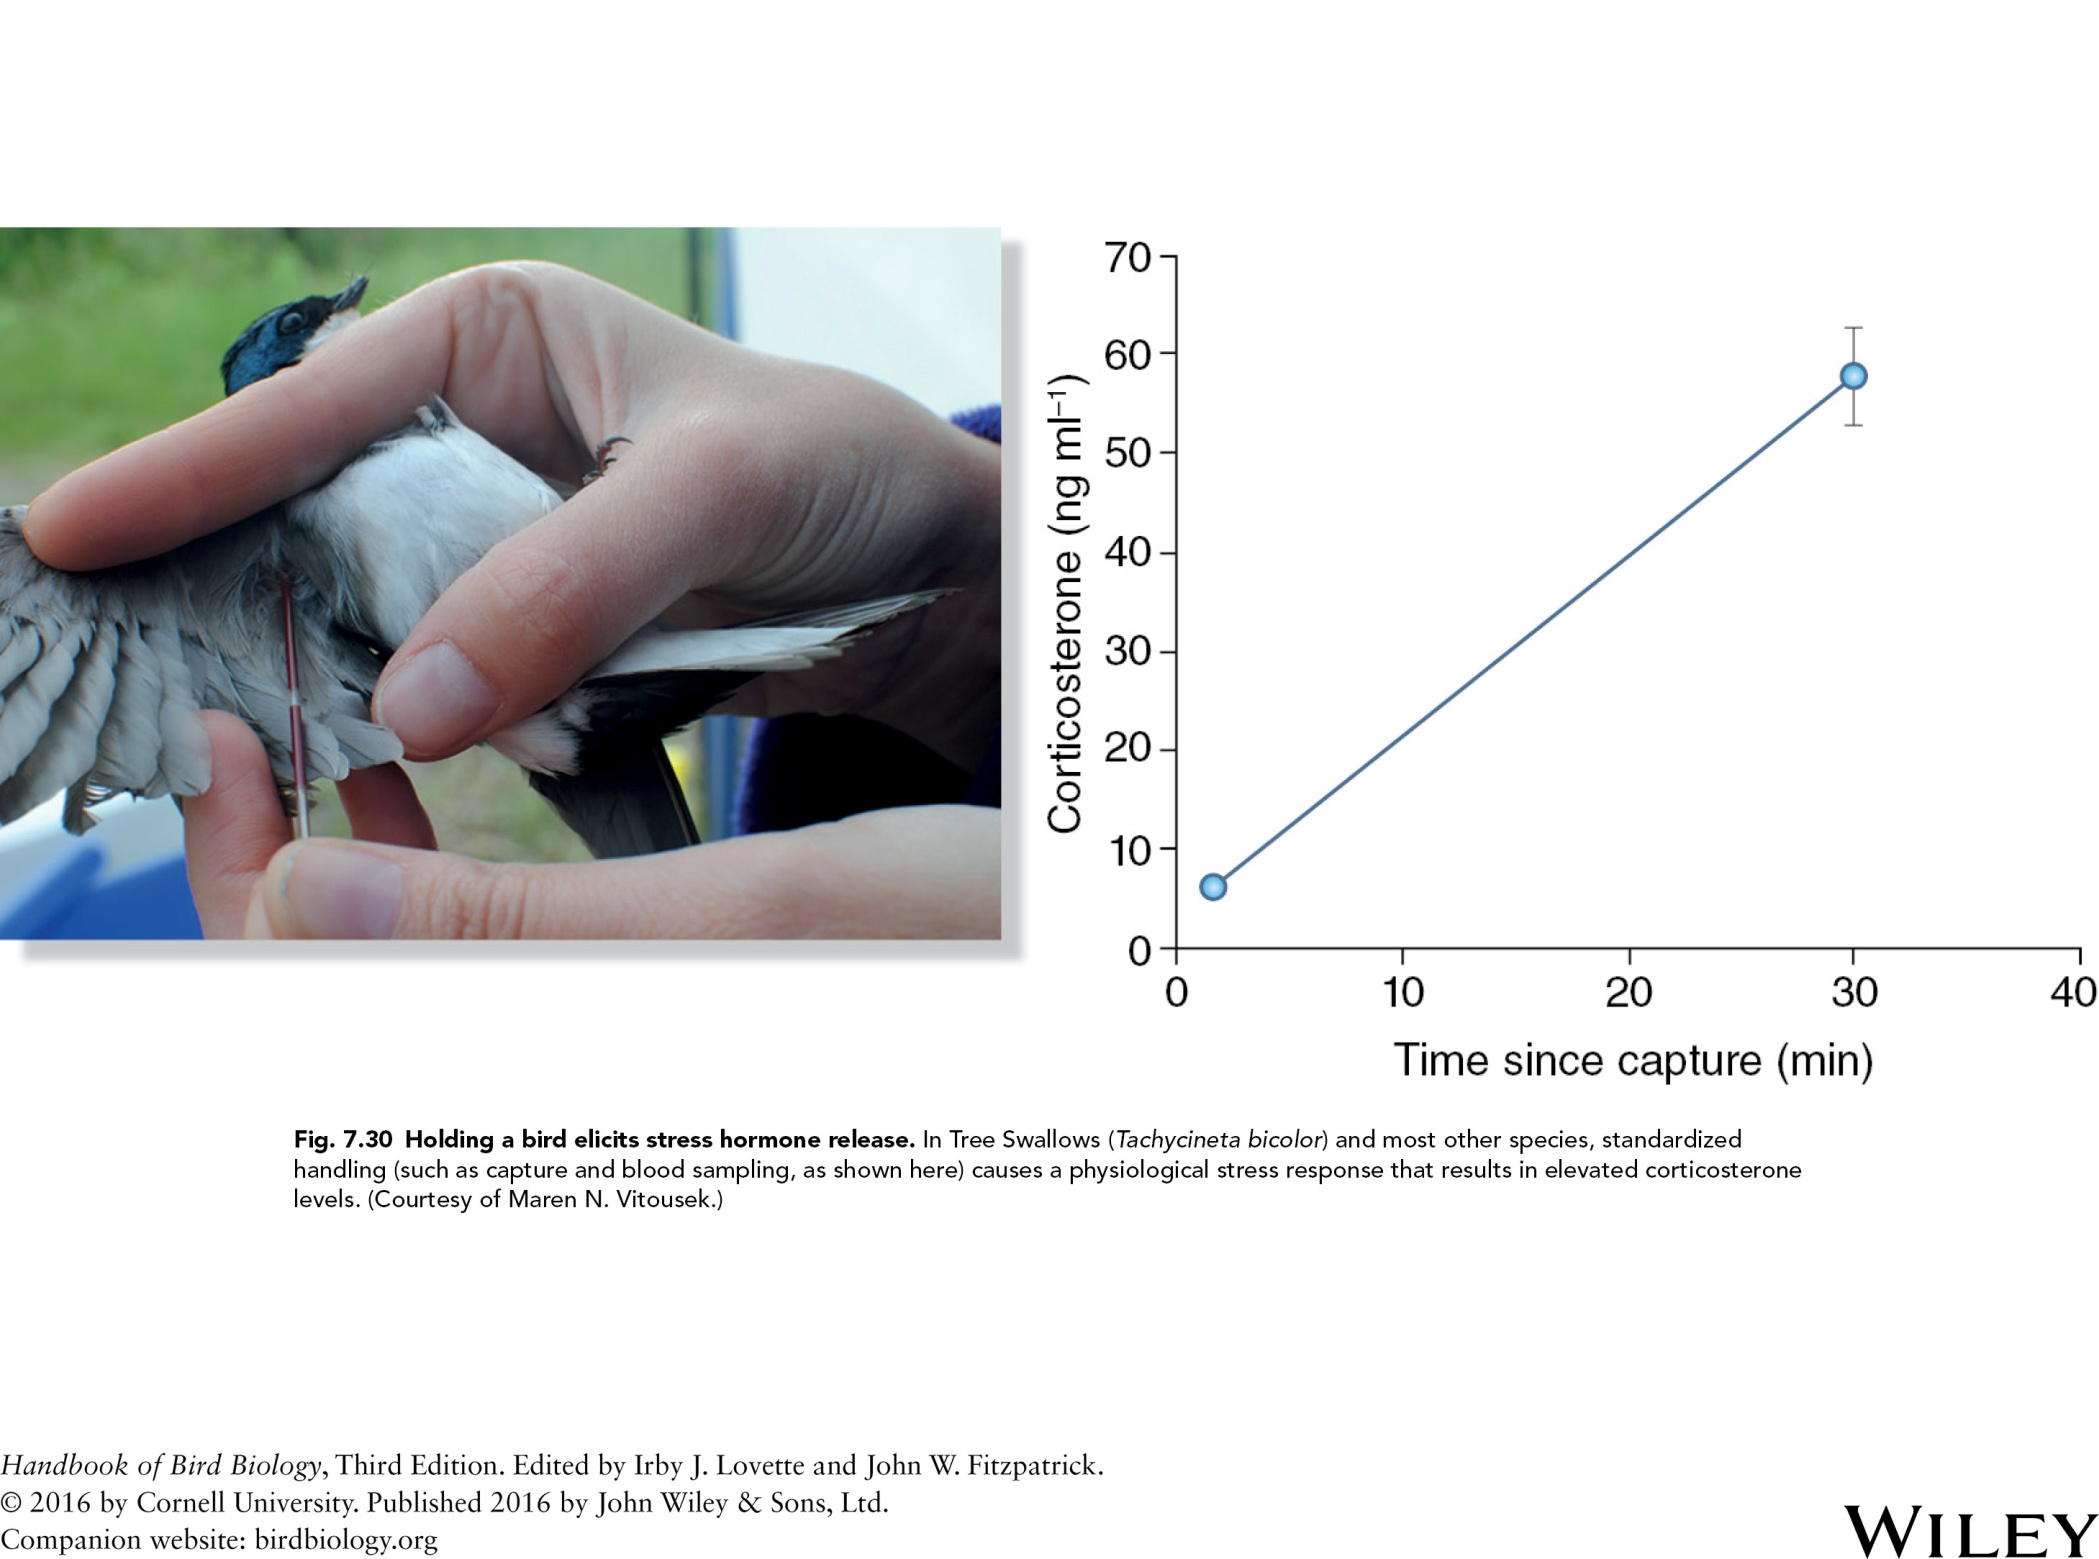 70
60
50
40
30
20
10
0
Corticosterone (ng ml⁻¹)
0 10 20 30 40
Time since capture (min)
Fig. 7.30 Holding a bird elicits stress hormone release. In Tree Swallows (Tachycineta bicolor) and most other species, standardized
handling (such as capture and blood sampling, as shown here) causes a physiological stress response that results in elevated corticosterone
levels. (Courtesy of Maren N. Vitousek.)
Handbook of Bird Biology, Third Edition. Edited by Irby J. Lovette and John W. Fitzpatrick.
© 2016 by Cornell University. Published 2016 by John Wiley & Sons, Ltd.
Companion website: birdbiology.org
WILEY